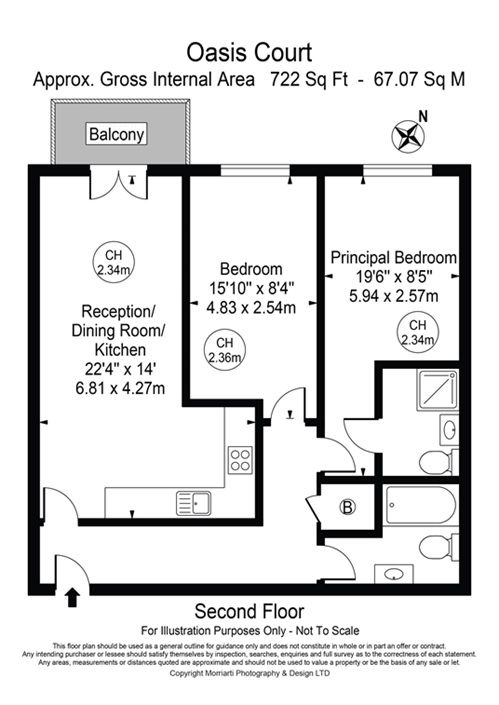 Oasis Court
Approx. Gross Internal Area 722 Sq Ft - 67.07 Sq M
N
Balcony
CH
2.34m
Reception/
Dining Room/
Kitchen
22'4" x 14'
6.81 x 4.27m
Bedroom
15'10" x 8'4"
4.83 x 2.54m
CH
2.36m
Principal Bedroom
19'6" x 8'5"
5.94 x 2.57m
CH
2.34m
B
Second Floor
For Illustration Purposes Only - Not To Scale
This floor plan should be used as a general outline for guidance only and does not constitute in whole or in part an offer or contract.
Any intending purchaser or lessee should satisfy themselves by inspection, searches, enquiries and full survey as to the correctness of each statement.
Any areas, measurements or distances quoted are approximate and should not be used to value a property or be the basis of any sale or let.
Copyright Morriarti Photography & Design LTD